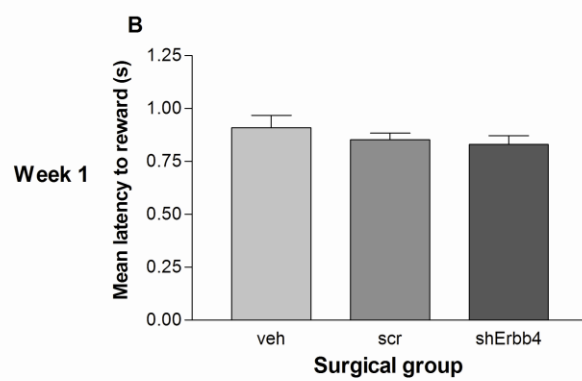 B
Week 1
Mean latency to reward (s)
1.25
1.00
0.75
0.50
0.25
0.00
veh scr shErbb4
Surgical group